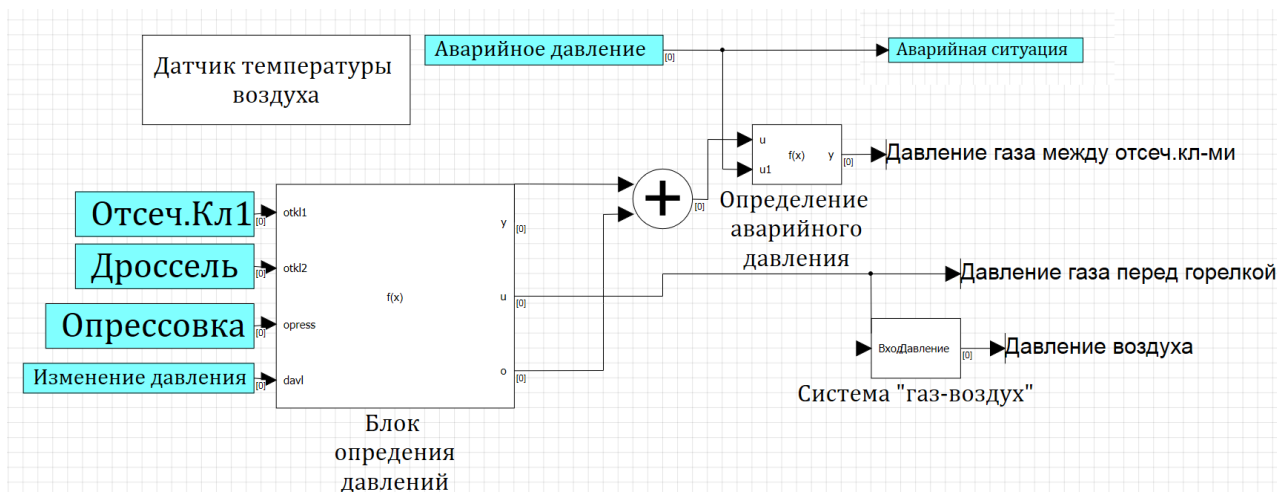 Датчик температуры
воздуха
Аварийное давление
[0]
Аварийная ситуация
[0]
u
u1
f(x)
y
[0]
Давление газа между отсеч.кл-ми
Определение
аварийного
давления
[0]
Отсеч.Кл1
[0]
Дроссель
[0]
Опрессовка
[0]
Изменение давления
[0]
otkl1
otkl2
opress
davl
f(x)
y
[0]
u
[0]
o
[0]
Блок
опредения
давлений
Давление газа перед горелкой
ВходДавление
[0]
Давление воздуха
Система "газ-воздух"